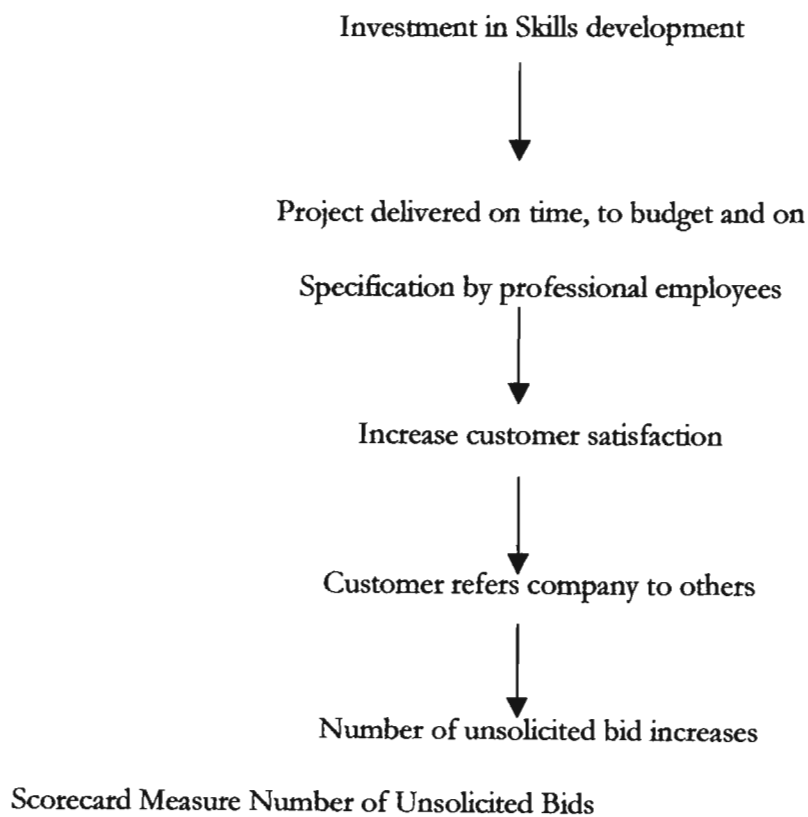 Investment in Skills development
Project delivered on time, to budget and on
Specification by professional employees
Increase customer satisfaction
Customer refers company to others
Number of unsolicited bid increases
Scorecard Measure Number of Unsolicited Bids